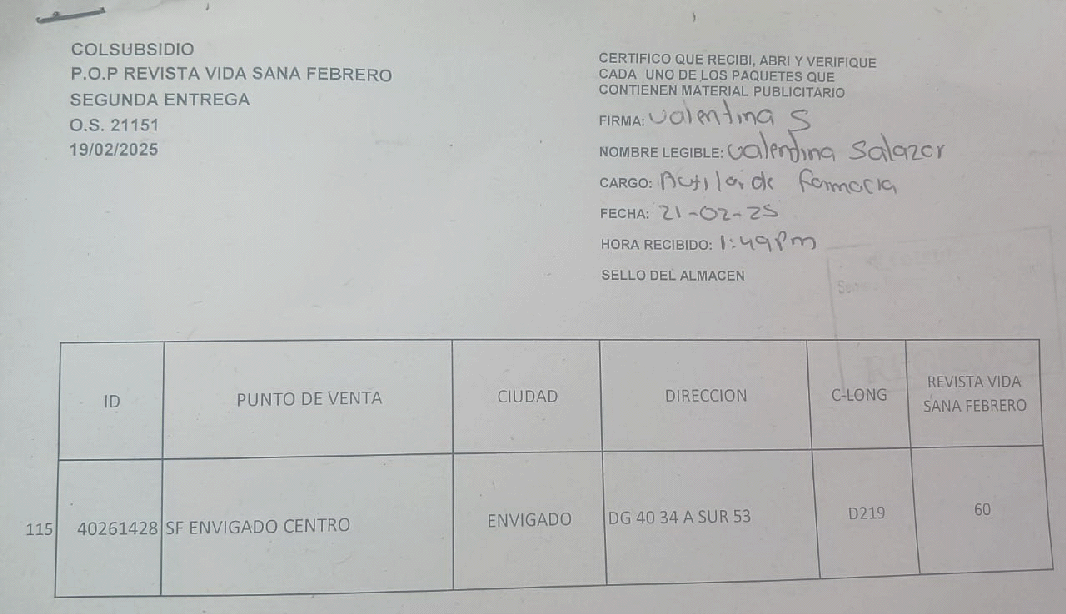 COLSUBSIDIO
P.O.P REVISTA VIDA SANA FEBRERO
SEGUNDA ENTREGA
O.S. 21151
19/02/2025
CERTIFICO QUE RECIBI, ABRI Y VERIFIQUE
CADA UNO DE LOS PAQUETES QUE
CONTIENEN MATERIAL PUBLICITARIO
FIRMA: Valentina S
NOMBRE LEGIBLE: Valentina Salazar
CARGO: de Farmacia
FECHA: 21-02-25
HORA RECIBIDO: 1:49 Pm
SELLO DEL ALMACEN
ID PUNTO DE VENTA CIUDAD DIRECCION C-LONG REVISTA VIDA
SANA FEBRERO
115 40261428 SF ENVIGADO CENTRO ENVIGADO DG 40 34 A SUR 53 D219 60